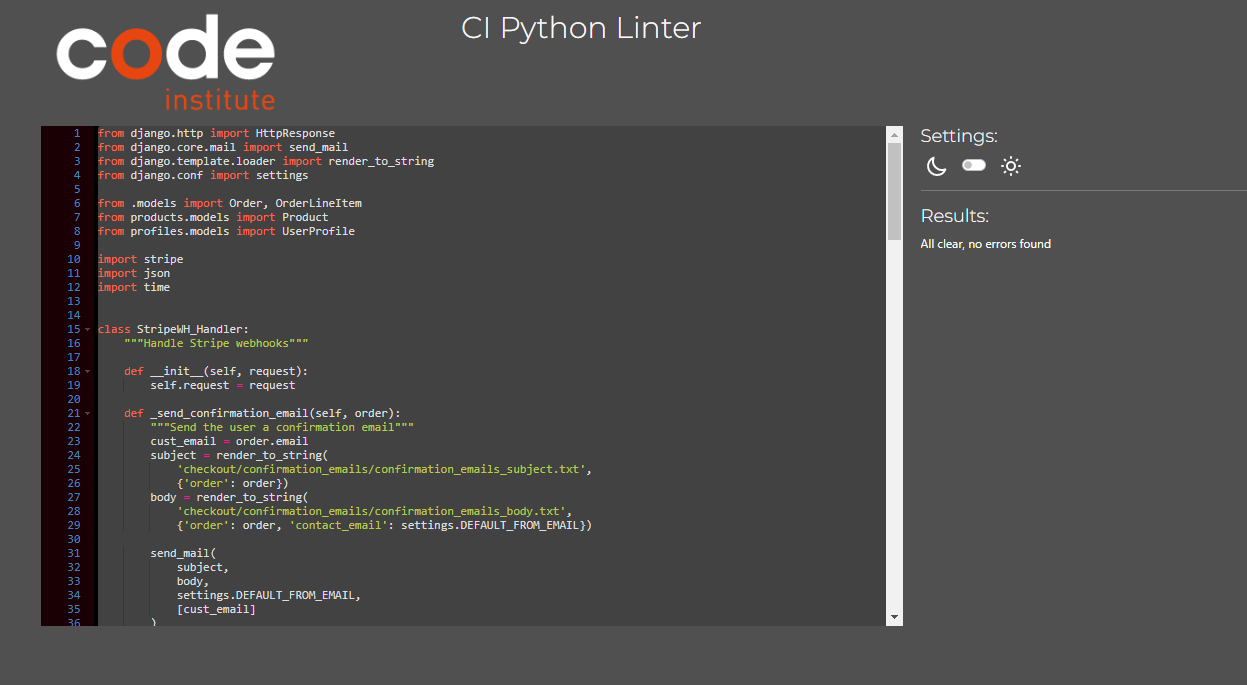 code
institute
CI Python Linter
1 from django.http import HttpResponse
2 from django.core.mail import send_mail
3 from django.template.loader import render_to_string
4 from django.conf import settings
5
6 from .models import Order, OrderLineItem
7 from products.models import Product
8 from profiles.models import UserProfile
9
10 import stripe
11 import json
12 import time
13
14
15 class StripeWH_Handler:
16     """Handle Stripe webhooks"""
17
18     def __init__(self, request):
19         self.request = request
20
21     def _send_confirmation_email(self, order):
22         """Send the user a confirmation email"""
23         cust_email = order.email
24         subject = render_to_string(
25             'checkout/confirmation_emails/confirmation_emails_subject.txt',
26             {'order': order})
27         body = render_to_string(
28             'checkout/confirmation_emails/confirmation_emails_body.txt',
29             {'order': order, 'contact_email': settings.DEFAULT_FROM_EMAIL})
30
31         send_mail(
32             subject,
33             body,
34             settings.DEFAULT_FROM_EMAIL,
35             [cust_email]
36         )
Settings:
Results:
All clear, no errors found